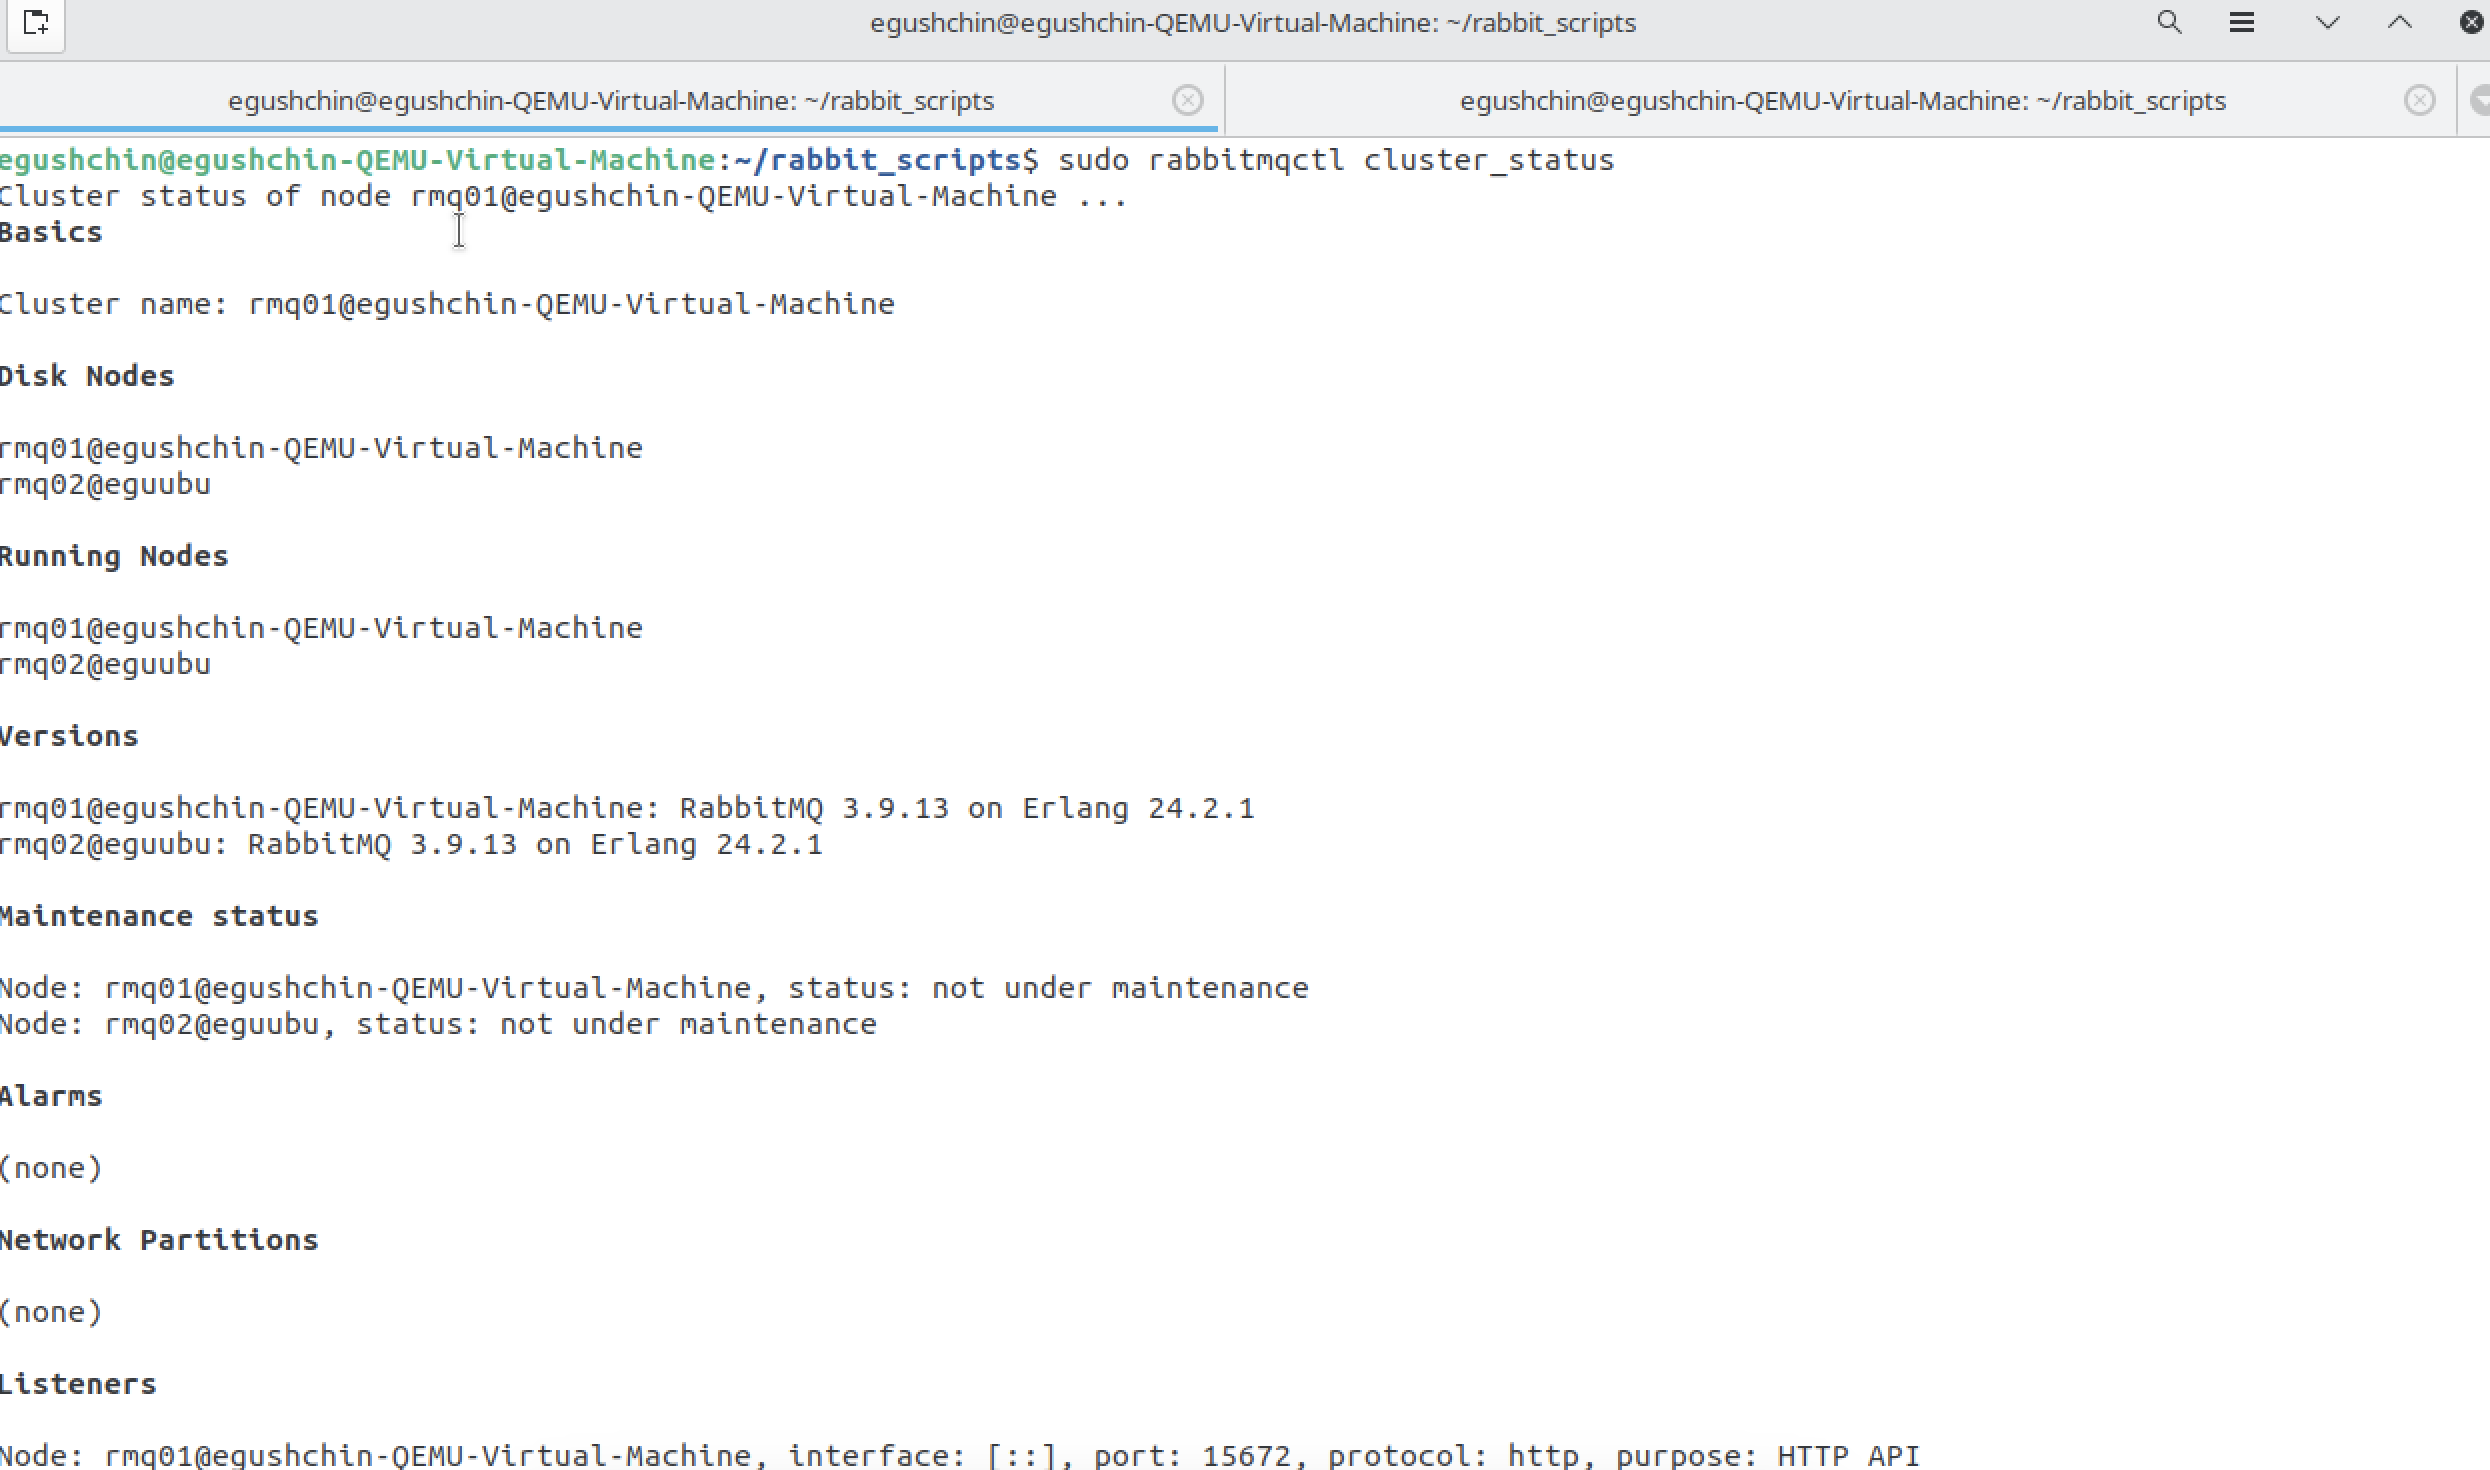 egushchin@egushchin-QEMU-Virtual-Machine: ~/rabbit_scripts
egushchin@egushchin-QEMU-Virtual-Machine: ~/rabbit_scripts
egushchin@egushchin-QEMU-Virtual-Machine: ~/rabbit_scripts
egushchin@egushchin-QEMU-Virtual-Machine:~/rabbit_scripts$ sudo rabbitmqctl cluster_status
Cluster status of node rmq01@egushchin-QEMU-Virtual-Machine ...
Basics
Cluster name: rmq01@egushchin-QEMU-Virtual-Machine
Disk Nodes
rmq01@egushchin-QEMU-Virtual-Machine
rmq02@eguubu
Running Nodes
rmq01@egushchin-QEMU-Virtual-Machine
rmq02@eguubu
Versions
rmq01@egushchin-QEMU-Virtual-Machine: RabbitMQ 3.9.13 on Erlang 24.2.1
rmq02@eguubu: RabbitMQ 3.9.13 on Erlang 24.2.1
Maintenance status
Node: rmq01@egushchin-QEMU-Virtual-Machine, status: not under maintenance
Node: rmq02@eguubu, status: not under maintenance
Alarms
(none)
Network Partitions
(none)
Listeners
Node: rmq01@egushchin-QEMU-Virtual-Machine, interface: [::], port: 15672, protocol: http, purpose: HTTP API